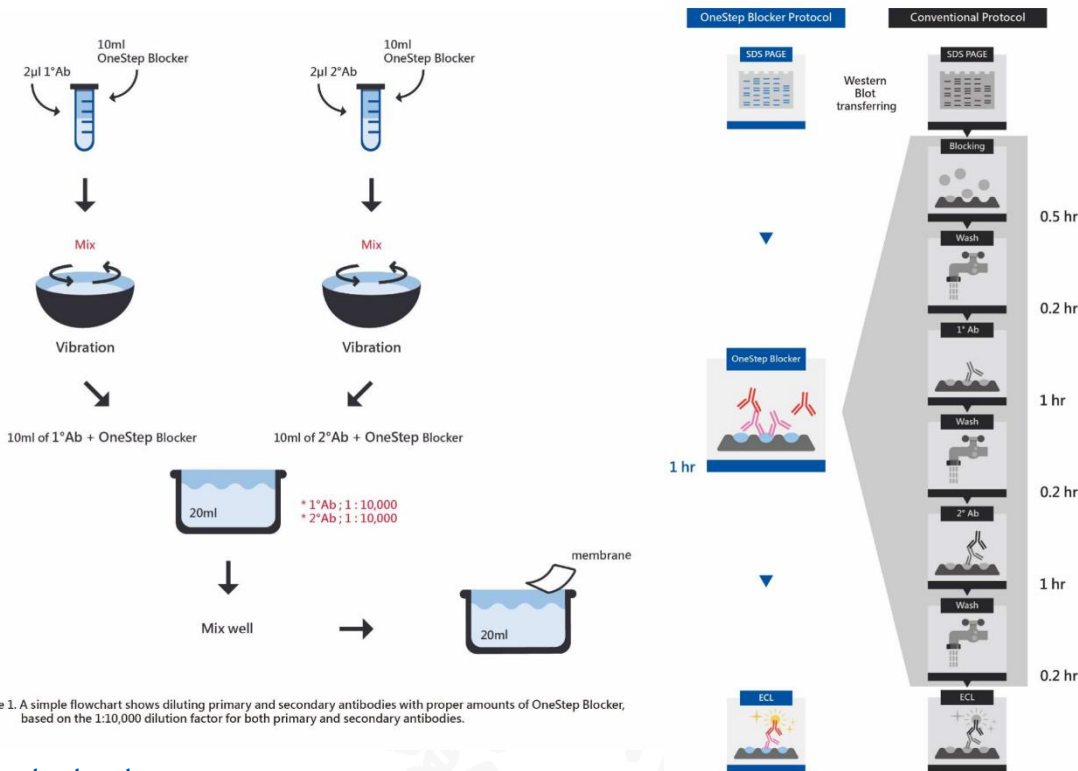 10ml
OneStep Blocker
2μl 1°Ab
Mix
Vibration
10ml
OneStep Blocker
2μl 2°Ab
Mix
Vibration
10ml of 1°Ab + OneStep Blocker
10ml of 2°Ab + OneStep Blocker
20ml
* 1°Ab ; 1 : 10,000
* 2°Ab ; 1 : 10,000
Mix well
membrane
20ml
e 1. A simple flowchart shows diluting primary and secondary antibodies with proper amounts of OneStep Blocker,
based on the 1:10,000 dilution factor for both primary and secondary antibodies.
OneStep Blocker Protocol
SDS PAGE
Western
Blot
transferring
OneStep Blocker
1 hr
ECL
Conventional Protocol
SDS PAGE
Blocking
0.5 hr
Wash
0.2 hr
1° Ab
1 hr
Wash
0.2 hr
2° Ab
1 hr
Wash
0.2 hr
ECL